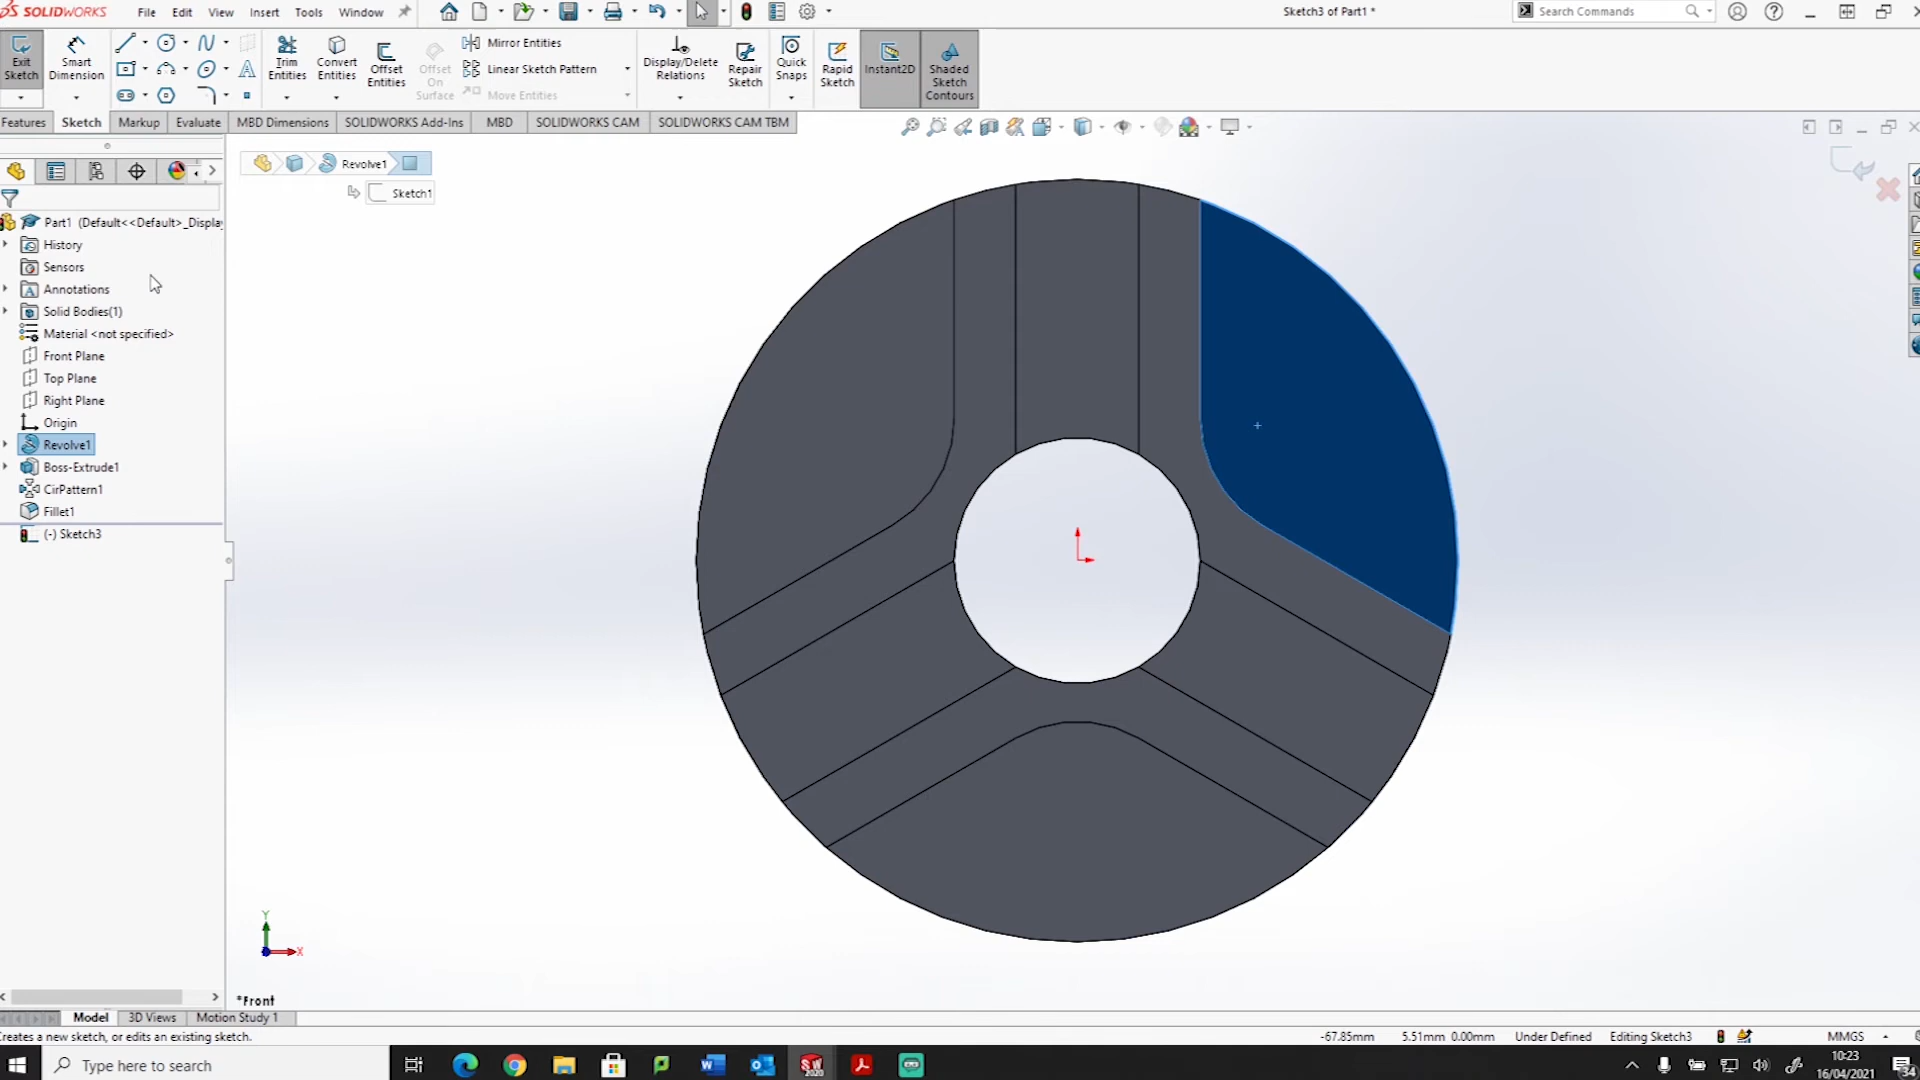 SOLIDWORKS File Edit View Insert Tools Window Sketch3 of Part1 * Search Commands
Exit Sketch
Smart Dimension
Trim Entities
Convert Entities
Offset Entities
Offset On Surface
Mirror Entities
Linear Sketch Pattern
Move Entities
Display/Delete Relations
Repair Sketch
Quick Snaps
Rapid Sketch
Instant2D
Shaded Sketch Contours
Features Sketch Markup Evaluate MBD Dimensions SOLIDWORKS Add-Ins MBD SOLIDWORKS CAM SOLIDWORKS CAM TBM
Revolve1
Sketch1
Part1 (Default<<Default>_Display
History
Sensors
Annotations
Solid Bodies(1)
Material <not specified>
Front Plane
Top Plane
Right Plane
Origin
Revolve1
Boss-Extrude1
CirPattern1
Fillet1
(-) Sketch3
Y
X
*Front
Model 3D Views Motion Study 1
Creates a new sketch, or edits an existing sketch. -67.85mm 5.51mm 0.00mm Under Defined Editing Sketch3 MMGS
Type here to search
10:23
16/04/2021
34